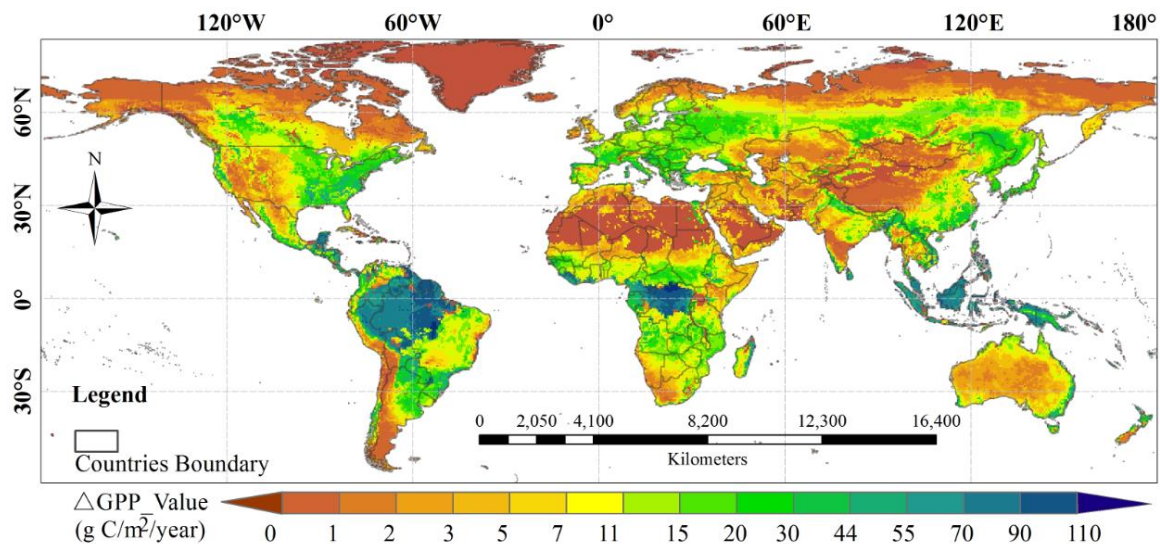 120°W 60°W 0° 60°E 120°E 180°
60°N
30°N
0°
30°S
N
Legend
Countries Boundary
0 2,050 4,100 8,200 12,300 16,400
Kilometers
△GPP_Value
(g C/m²/year)
0 1 2 3 5 7 11 15 20 30 44 55 70 90 110